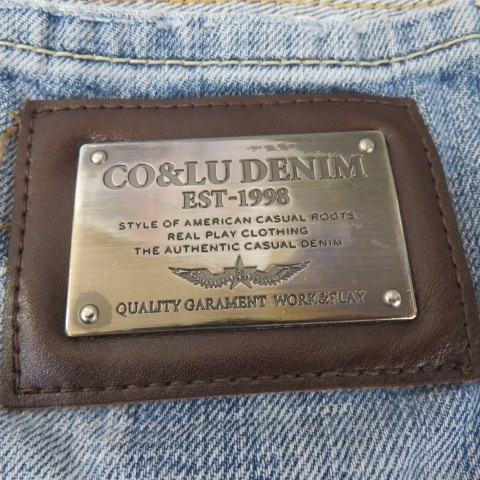 CO&LU DENIM
EST-1998
STYLE OF AMERICAN CASUAL ROOTS
REAL PLAY CLOTHING
THE AUTHENTIC CASUAL DENIM
QUALITY GARAMENT WORK&PLAY